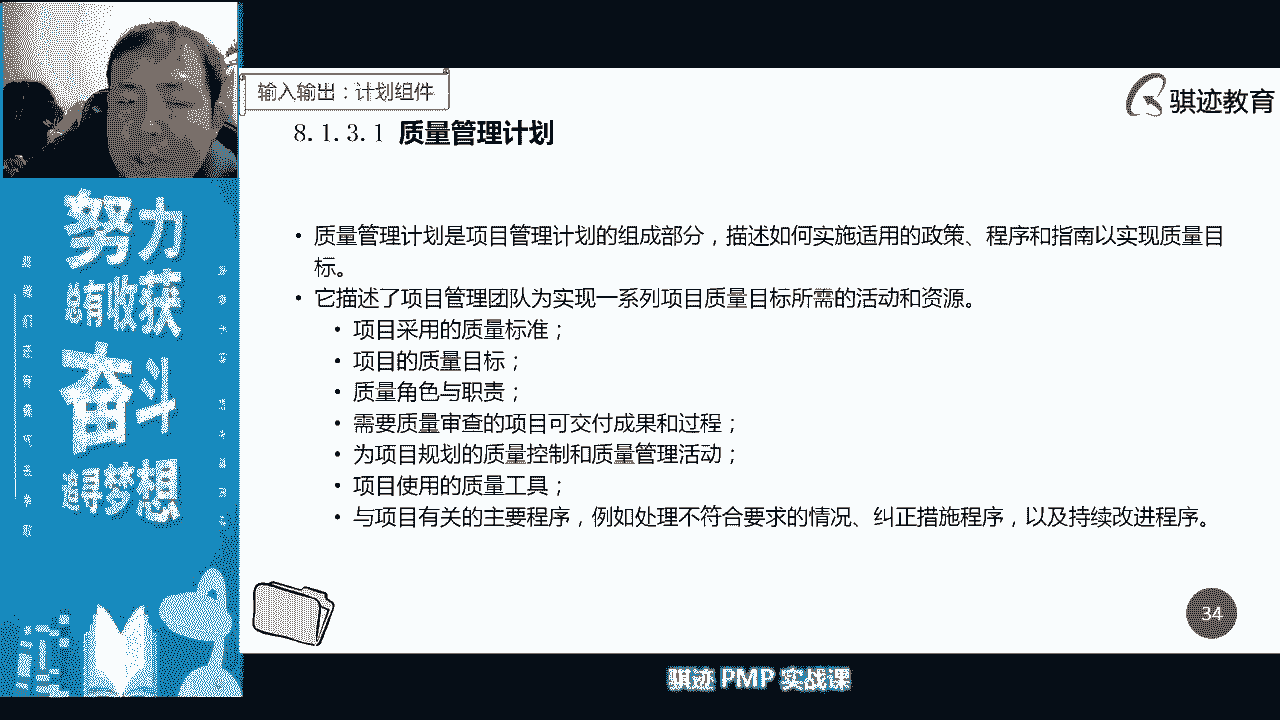 输入输出：计划组件
骐迹教育
8.1.3.1 质量管理计划
• 质量管理计划是项目管理计划的组成部分，描述如何实施适用的政策、程序和指南以实现质量目
标。
• 它描述了项目管理团队为实现一系列项目质量目标所需的活动和资源。
• 项目采用的质量标准；
• 项目的质量目标；
• 质量角色与职责；
• 需要质量审查的项目可交付成果和过程；
• 为项目规划的质量控制和质量管理活动；
• 项目使用的质量工具；
• 与项目有关的主要程序，例如处理不符合要求的情况、纠正措施程序，以及持续改进程序。
34
努力
总有收获
奋斗
追寻梦想
骐迹 PMP 实战课